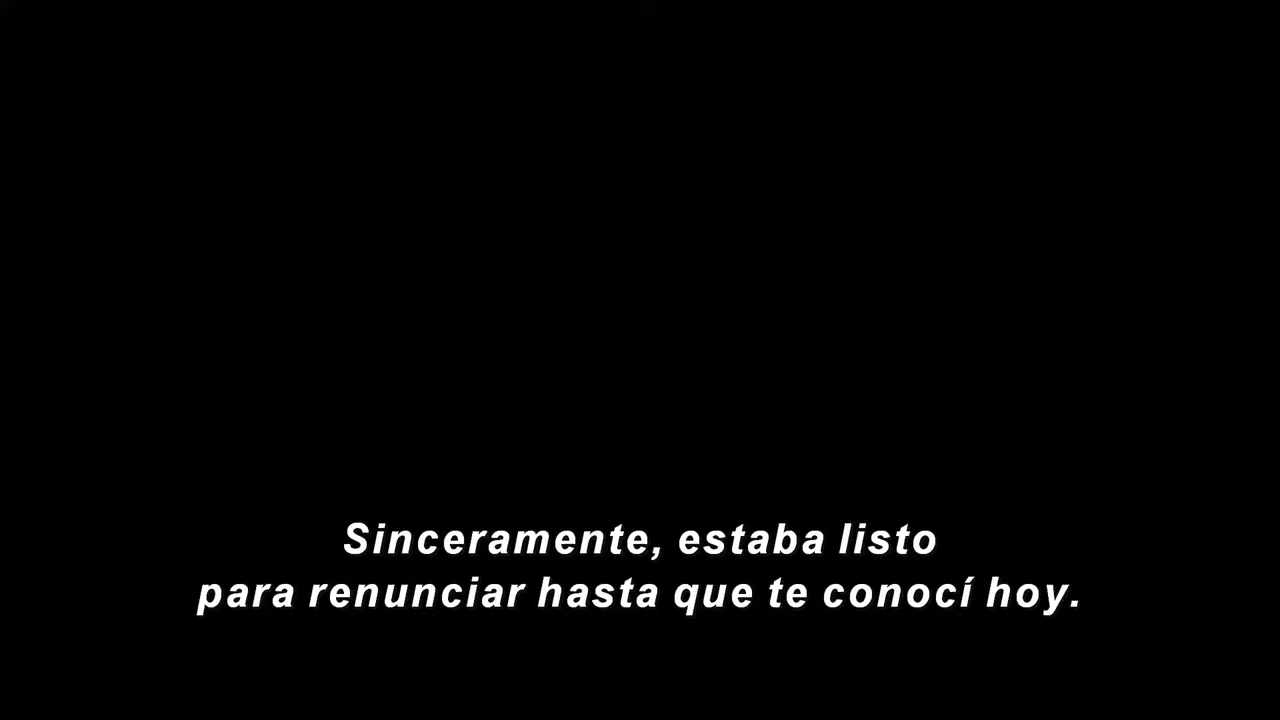 Sinceramente, estaba listo
para renunciar hasta que te conocí hoy.